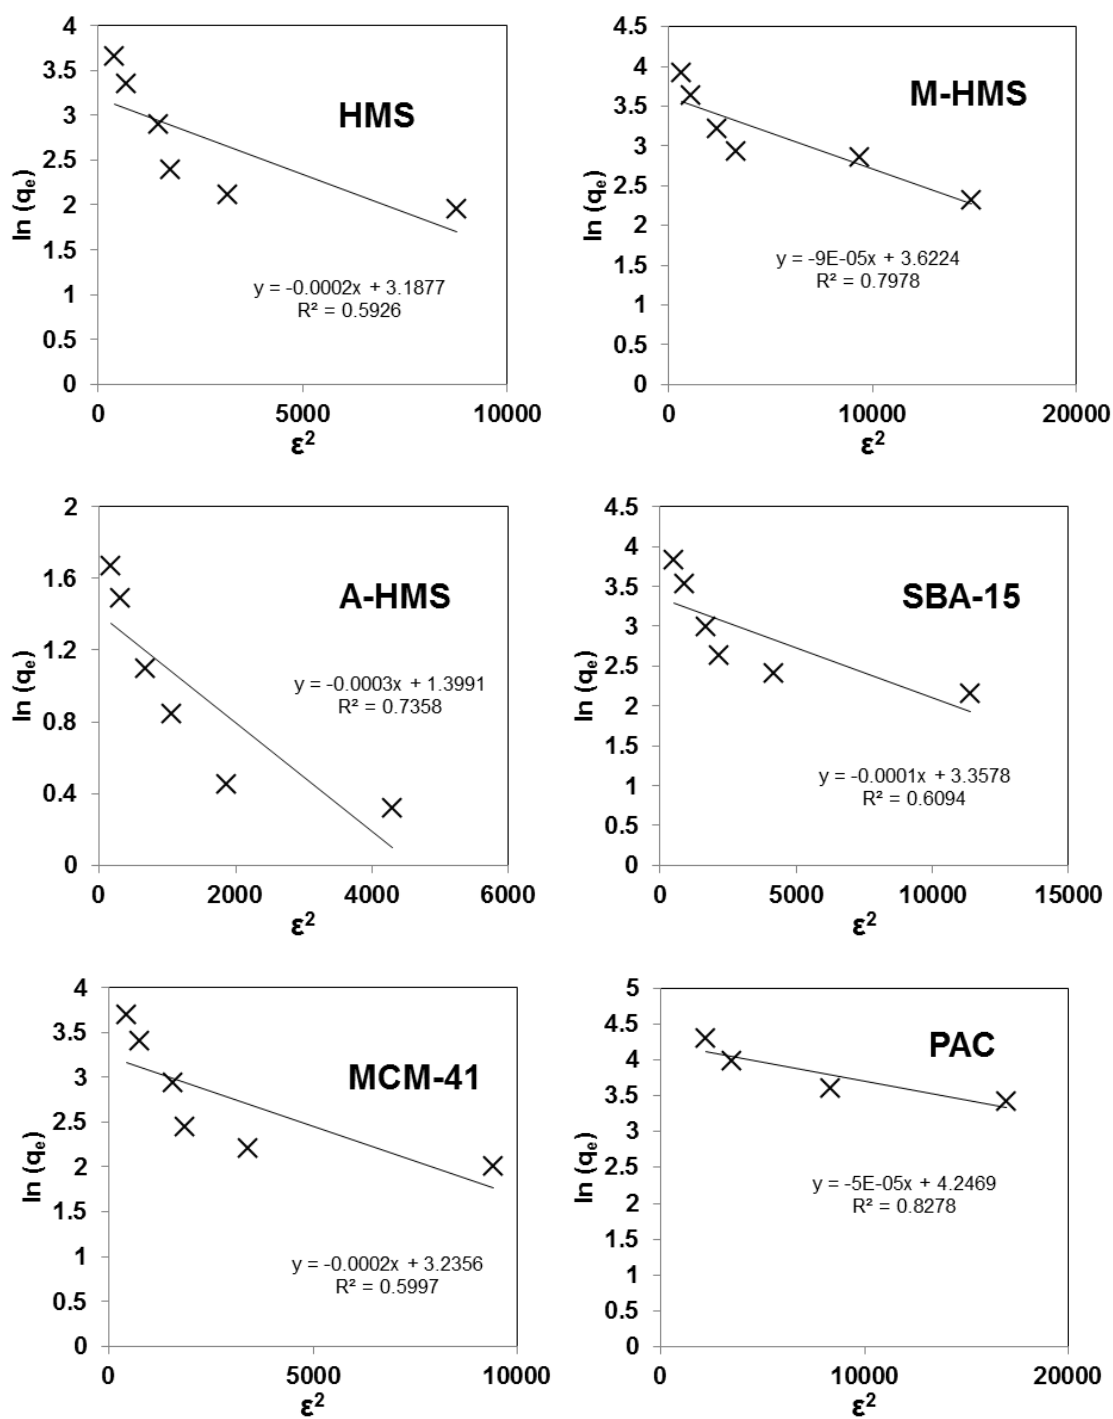 4
3.5
3
2.5
2
1.5
1
0.5
0
ln (qₑ)
HMS
y = -0.0002x + 3.1877
R² = 0.5926
0 5000 10000
ε²
4.5
4
3.5
3
2.5
2
1.5
1
0.5
0
ln (qₑ)
M-HMS
y = -9E-05x + 3.6224
R² = 0.7978
0 10000 20000
ε²
2
1.6
1.2
0.8
0.4
0
ln (qₑ)
A-HMS
y = -0.0003x + 1.3991
R² = 0.7358
0 2000 4000 6000
ε²
4.5
4
3.5
3
2.5
2
1.5
1
0.5
0
ln (qₑ)
SBA-15
y = -0.0001x + 3.3578
R² = 0.6094
0 5000 10000 15000
ε²
4
3.5
3
2.5
2
1.5
1
0.5
0
ln (qₑ)
MCM-41
y = -0.0002x + 3.2356
R² = 0.5997
0 5000 10000
ε²
5
4.5
4
3.5
3
2.5
2
1.5
1
0.5
0
ln (qₑ)
PAC
y = -5E-05x + 4.2469
R² = 0.8278
0 10000 20000
ε²